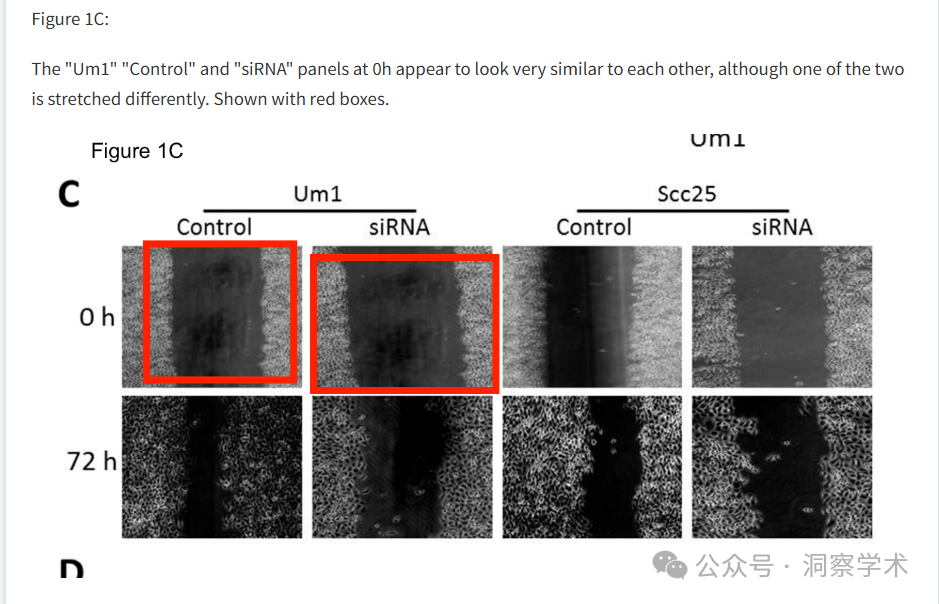 Figure 1C:
The "Um1" "Control" and "siRNA" panels at 0h appear to look very similar to each other, although one of the two
is stretched differently. Shown with red boxes.
Um1
Figure 1C
C
Um1 Scc25
Control siRNA Control siRNA
0 h
72 h
D
公众号 · 洞察学术